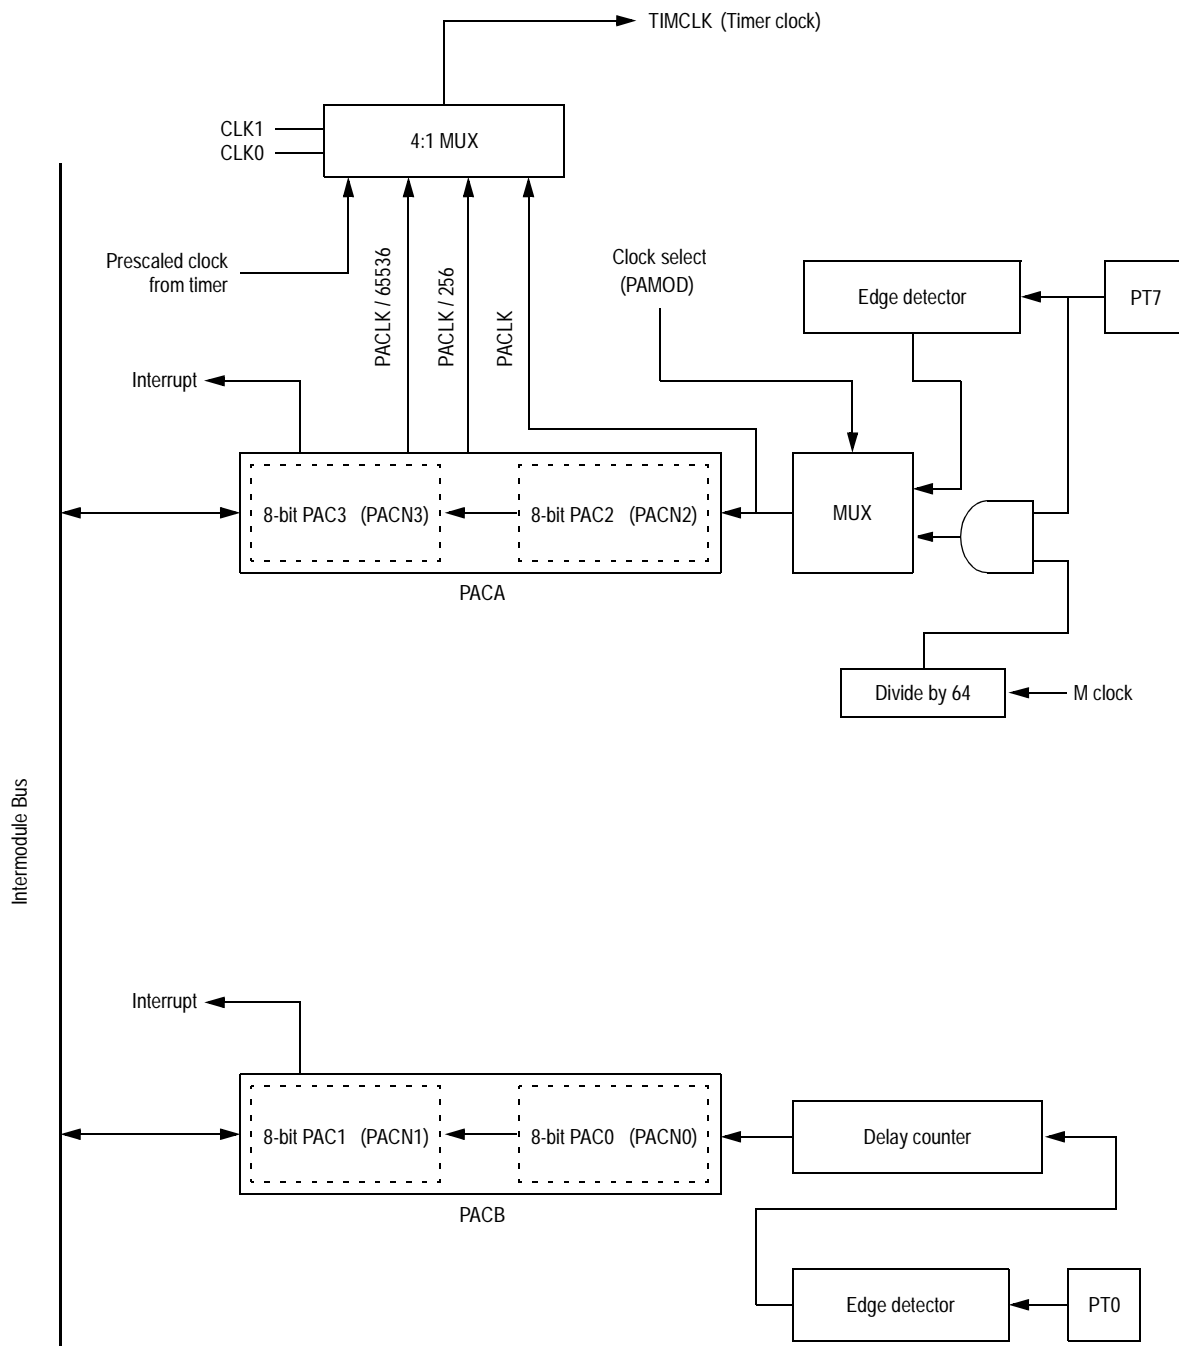 TIMCLK (Timer clock)
CLK1
CLK0
4:1 MUX
Prescaled clock
from timer
PACLK / 65536
PACLK / 256
PACLK
Clock select
(PAMOD)
Edge detector
PT7
Interrupt
8-bit PAC3 (PACN3)
8-bit PAC2 (PACN2)
MUX
PACA
Divide by 64
M clock
Intermodule Bus
Interrupt
8-bit PAC1 (PACN1)
8-bit PAC0 (PACN0)
Delay counter
PACB
Edge detector
PT0